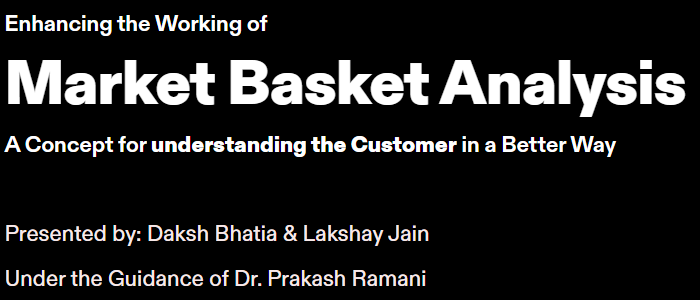 Enhancing the Working of
Market Basket Analysis
A Concept for understanding the Customer in a Better Way
Presented by: Daksh Bhatia & Lakshay Jain
Under the Guidance of Dr. Prakash Ramani